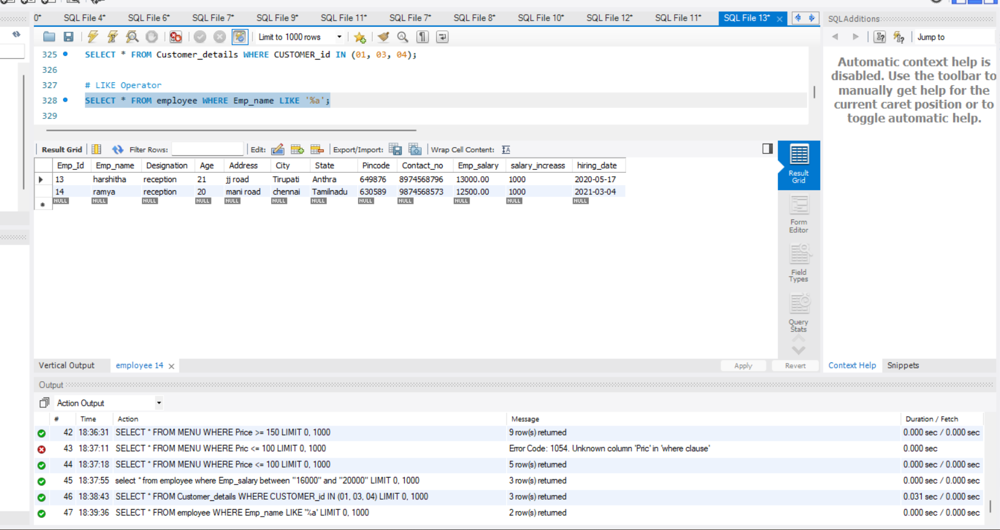 0* SQL File 4* SQL File 6* SQL File 7* SQL File 9* SQL File 11* SQL File 7* SQL File 8* SQL File 10* SQL File 12* SQL File 11* SQL File 13*
SQLAdditions
Limit to 1000 rows
Jump to
325 SELECT * FROM Customer_details WHERE CUSTOMER_id IN (01, 03, 04);
326
327 # LIKE Operator
328 SELECT * FROM employee WHERE Emp_name LIKE '%a';
329
Automatic context help is
disabled. Use the toolbar to
manually get help for the
current caret position or to
toggle automatic help.
Result Grid Filter Rows: Edit: Export/Import: Wrap Cell Content:
Emp_Id Emp_name Designation Age Address City State Pincode Contact_no Emp_salary salary_increass hiring_date
13 harshitha reception 21 jj road Tirupati Anthra 649876 8974568796 13000.00 1000 2020-05-17
14 ramya reception 20 mani road chennai Tamilnadu 630589 9874568573 12500.00 1000 2021-03-04
NULL NULL NULL NULL NULL NULL NULL NULL NULL NULL NULL NULL
Result
Grid
Form
Editor
Field
Types
Query
Stats
Vertical Output employee 14
Apply Revert
Context Help Snippets
Output
Action Output
# Time Action Message Duration / Fetch
42 18:36:31 SELECT * FROM MENU WHERE Price >= 150 LIMIT 0, 1000 9 row(s) returned 0.000 sec / 0.000 sec
43 18:37:11 SELECT * FROM MENU WHERE Pric <= 100 LIMIT 0, 1000 Error Code: 1054. Unknown column 'Pric' in 'where clause' 0.000 sec
44 18:37:18 SELECT * FROM MENU WHERE Price <= 100 LIMIT 0, 1000 5 row(s) returned 0.000 sec / 0.000 sec
45 18:37:55 select * from employee where Emp_salary between "16000" and "20000" LIMIT 0, 1000 3 row(s) returned 0.000 sec / 0.000 sec
46 18:38:43 SELECT * FROM Customer_details WHERE CUSTOMER_id IN (01, 03, 04) LIMIT 0, 1000 3 row(s) returned 0.031 sec / 0.000 sec
47 18:39:36 SELECT * FROM employee WHERE Emp_name LIKE '%a' LIMIT 0, 1000 2 row(s) returned 0.000 sec / 0.000 sec